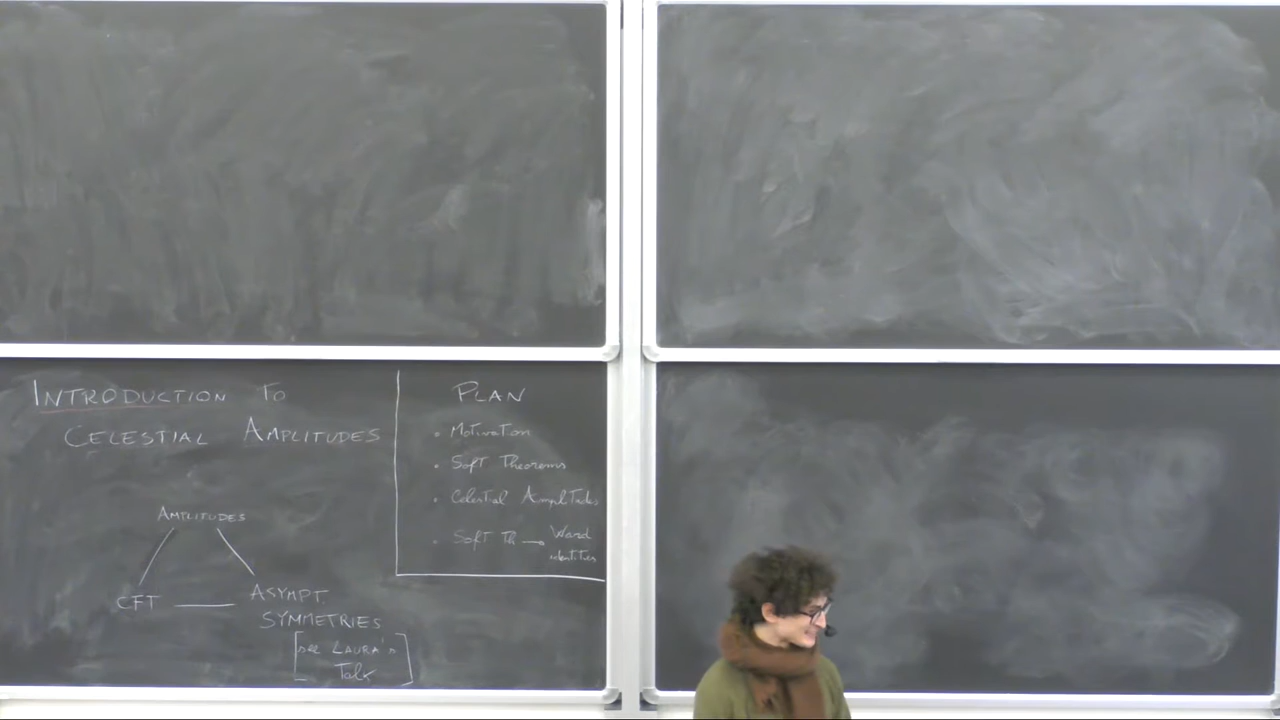 INTRODUCTION TO
CELESTIAL AMPLITUDES
AMPLITUDES
CFT
ASYMPT.
SYMMETRIES
[see LAURA's
Talk]
PLAN
• Motivation
• Soft Theorems
• Celestial Amplitudes
• Soft Th → Ward
identities